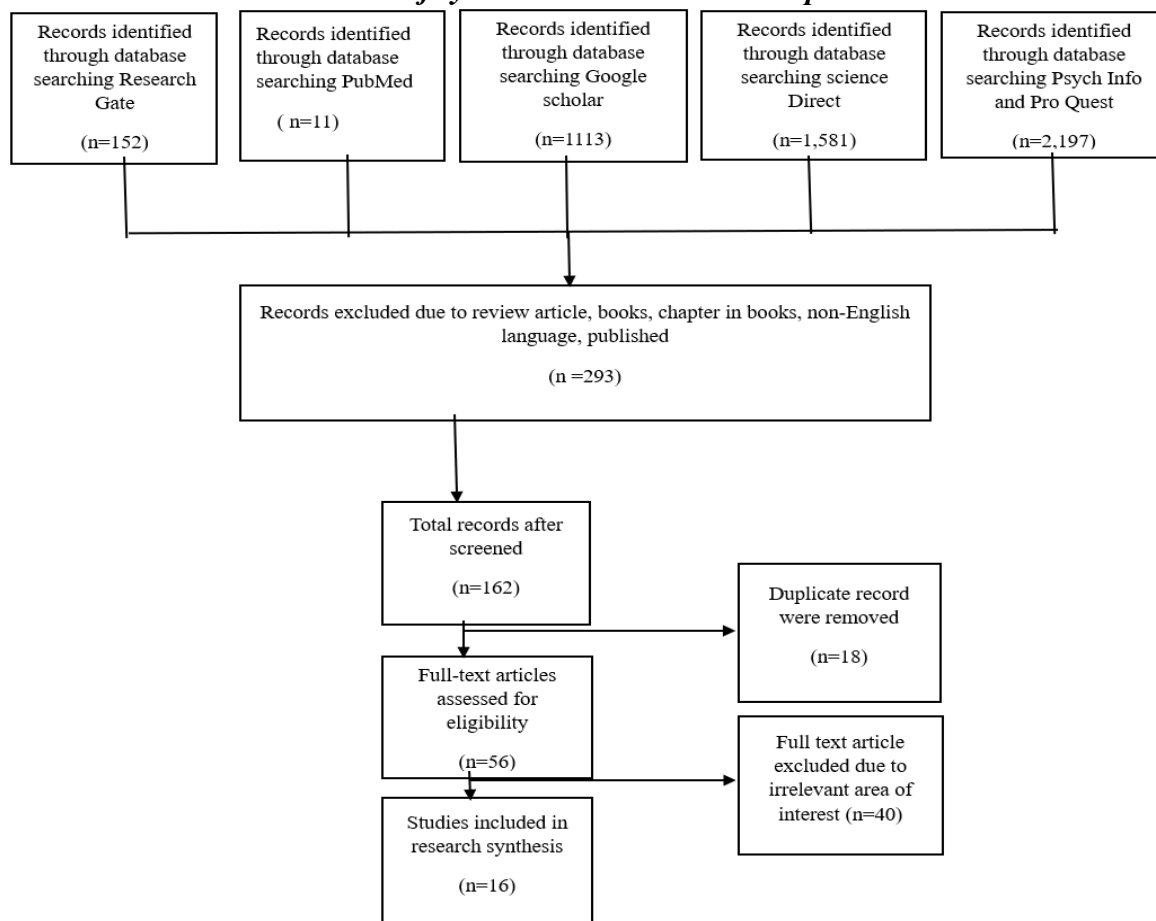 Records identified
through database
searching Research
Gate
(n=152)
Records identified
through database
searching PubMed
( n=11)
Records identified
through database
searching Google
scholar
(n=1113)
Records identified
through database
searching science
Direct
(n=1,581)
Records identified
through database
searching Psych Info
and Pro Quest
(n=2,197)
Records excluded due to review article, books, chapter in books, non-English
language, published
(n =293)
Total records after
screened
(n=162)
Duplicate record
were removed
(n=18)
Full-text articles
assessed for
eligibility
(n=56)
Full text article
excluded due to
irrelevant area of
interest (n=40)
Studies included in
research synthesis
(n=16)